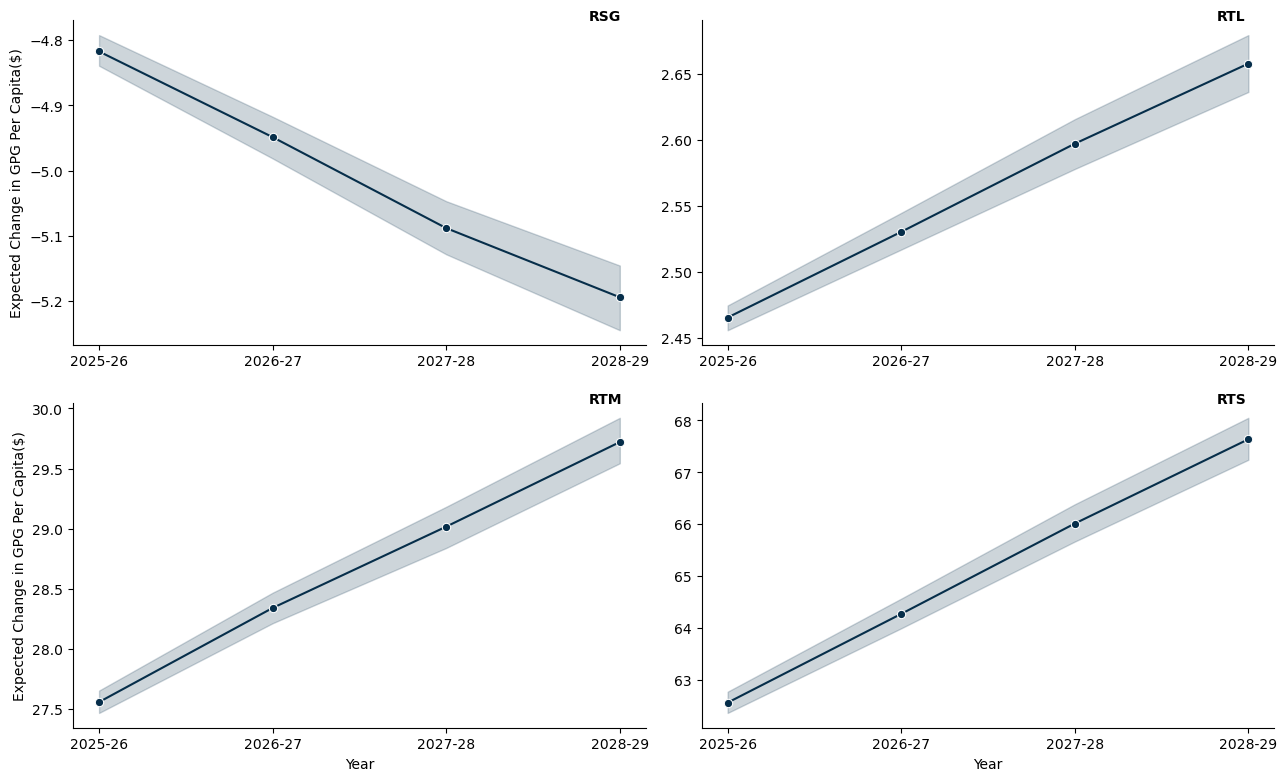 RSG
Expected Change in GPG Per Capita($)
−4.8
−4.9
−5.0
−5.1
−5.2
2025-26 2026-27 2027-28 2028-29
RTL
2.65
2.60
2.55
2.50
2.45
2025-26 2026-27 2027-28 2028-29
RTM
Expected Change in GPG Per Capita($)
30.0
29.5
29.0
28.5
28.0
27.5
2025-26 2026-27 2027-28 2028-29
Year
RTS
68
67
66
65
64
63
2025-26 2026-27 2027-28 2028-29
Year